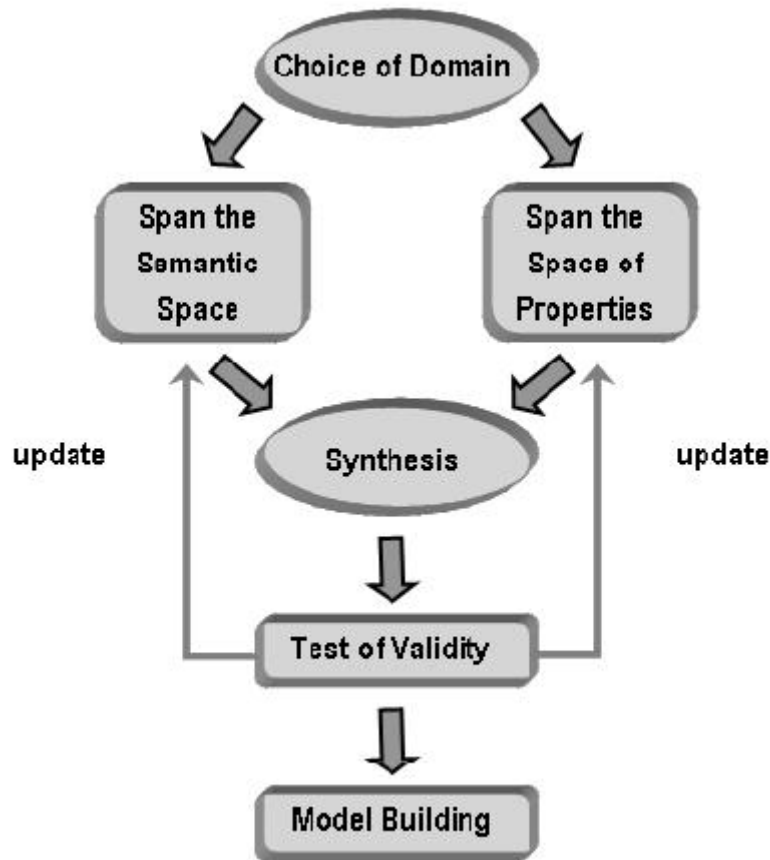 Choice of Domain
Span the
Semantic
Space
Span the
Space of
Properties
update
Synthesis
update
Test of Validity
Model Building